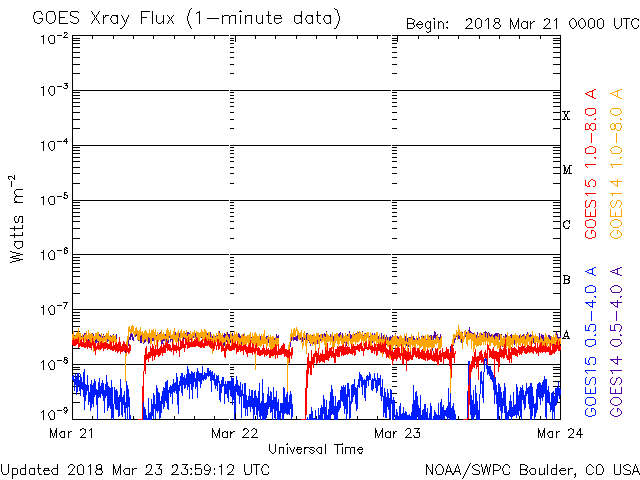 GOES Xray Flux (1-minute data)
Begin: 2018 Mar 21 0000 UTC
10⁻²
10⁻³
10⁻⁴
10⁻⁵
10⁻⁶
10⁻⁷
10⁻⁸
10⁻⁹
Watts m⁻²
X
M
C
B
A
GOES15 1.0-8.0 A
GOES14 1.0-8.0 A
GOES15 0.5-4.0 A
GOES14 0.5-4.0 A
Mar 21 Mar 22 Mar 23 Mar 24
Universal Time
Updated 2018 Mar 23 23:59:12 UTC
NOAA/SWPC Boulder, CO USA